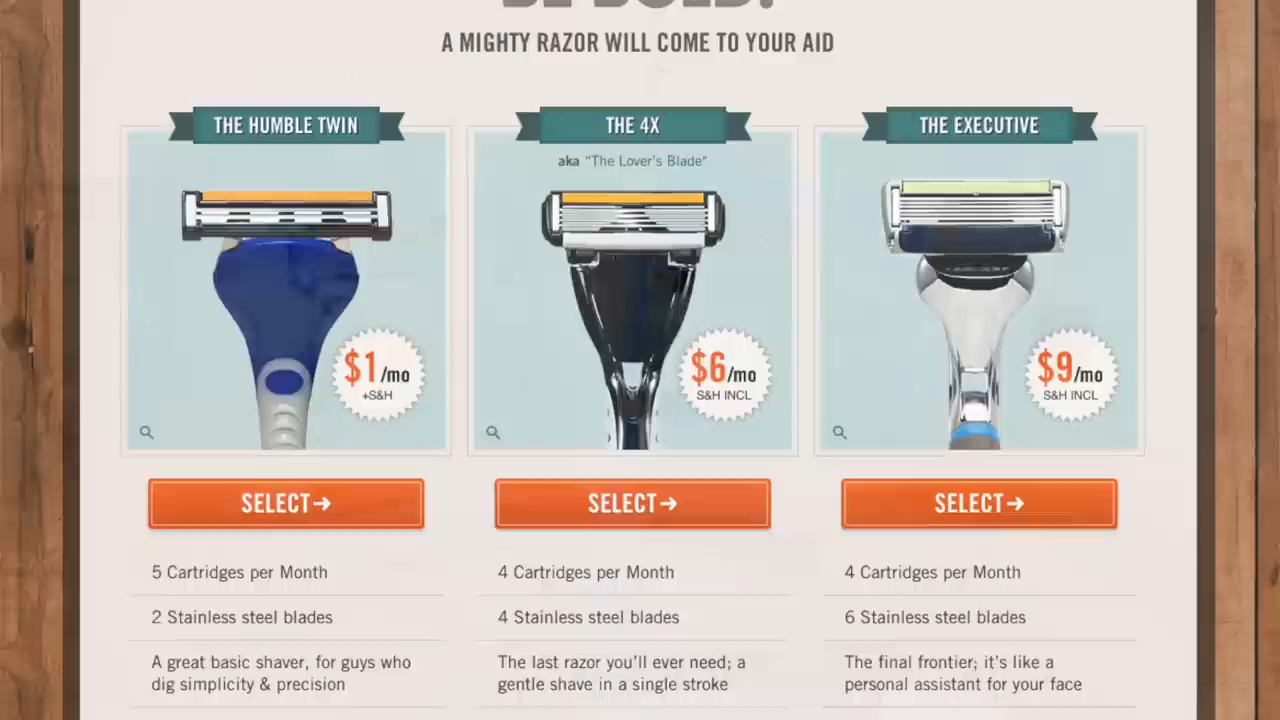 BE BOLD!
A MIGHTY RAZOR WILL COME TO YOUR AID
THE HUMBLE TWIN
THE 4X
THE EXECUTIVE
aka "The Lover's Blade"
$1/mo
+S&H
$6/mo
S&H INCL
$9/mo
S&H INCL
SELECT→
SELECT→
SELECT→
5 Cartridges per Month
4 Cartridges per Month
4 Cartridges per Month
2 Stainless steel blades
4 Stainless steel blades
6 Stainless steel blades
A great basic shaver, for guys who
dig simplicity & precision
The last razor you'll ever need; a
gentle shave in a single stroke
The final frontier; it's like a
personal assistant for your face